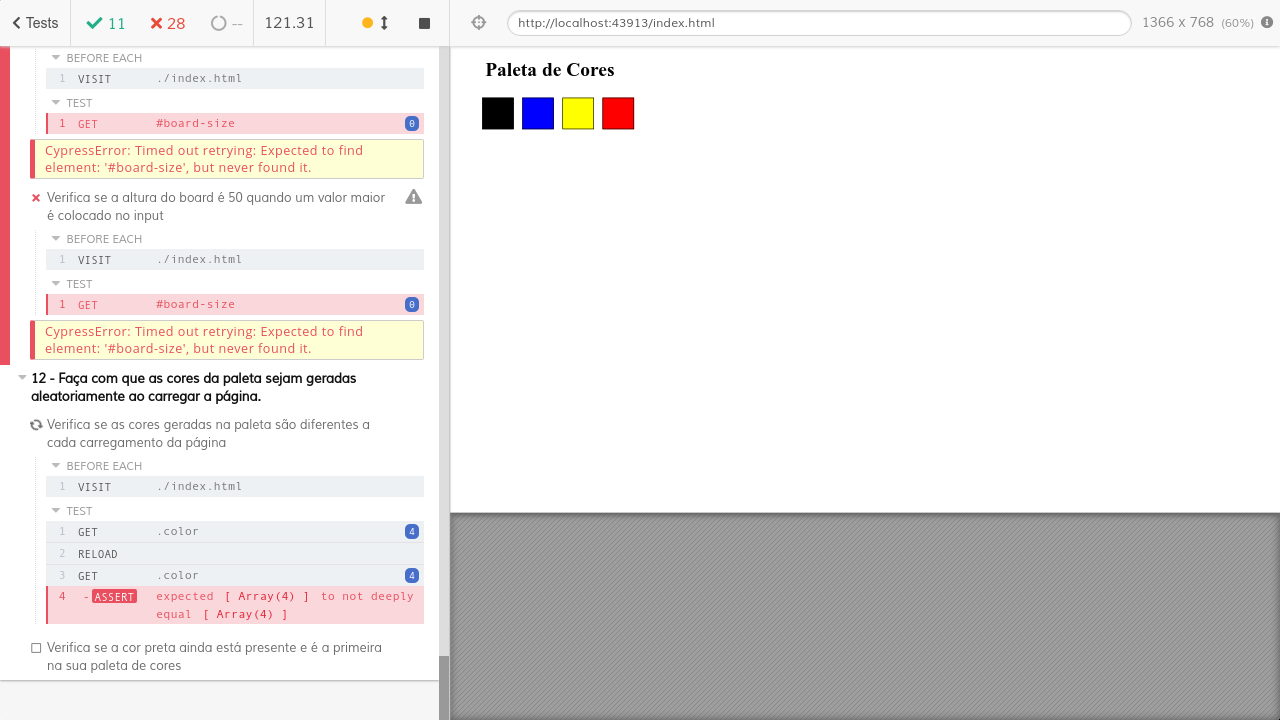 Tests
11
28
--
121.31
http://localhost:43913/index.html
1366 x 768 (60%)
BEFORE EACH
1 VISIT ./index.html
TEST
1 GET #board-size 0
CypressError: Timed out retrying: Expected to find
element: '#board-size', but never found it.
Verifica se a altura do board é 50 quando um valor maior
é colocado no input
BEFORE EACH
1 VISIT ./index.html
TEST
1 GET #board-size 0
CypressError: Timed out retrying: Expected to find
element: '#board-size', but never found it.
12 - Faça com que as cores da paleta sejam geradas
aleatoriamente ao carregar a página.
Verifica se as cores geradas na paleta são diferentes a
cada carregamento da página
BEFORE EACH
1 VISIT ./index.html
TEST
1 GET .color 4
2 RELOAD
3 GET .color 4
4 -ASSERT expected [ Array(4) ] to not deeply
equal [ Array(4) ]
Verifica se a cor preta ainda está presente e é a primeira
na sua paleta de cores
Paleta de Cores